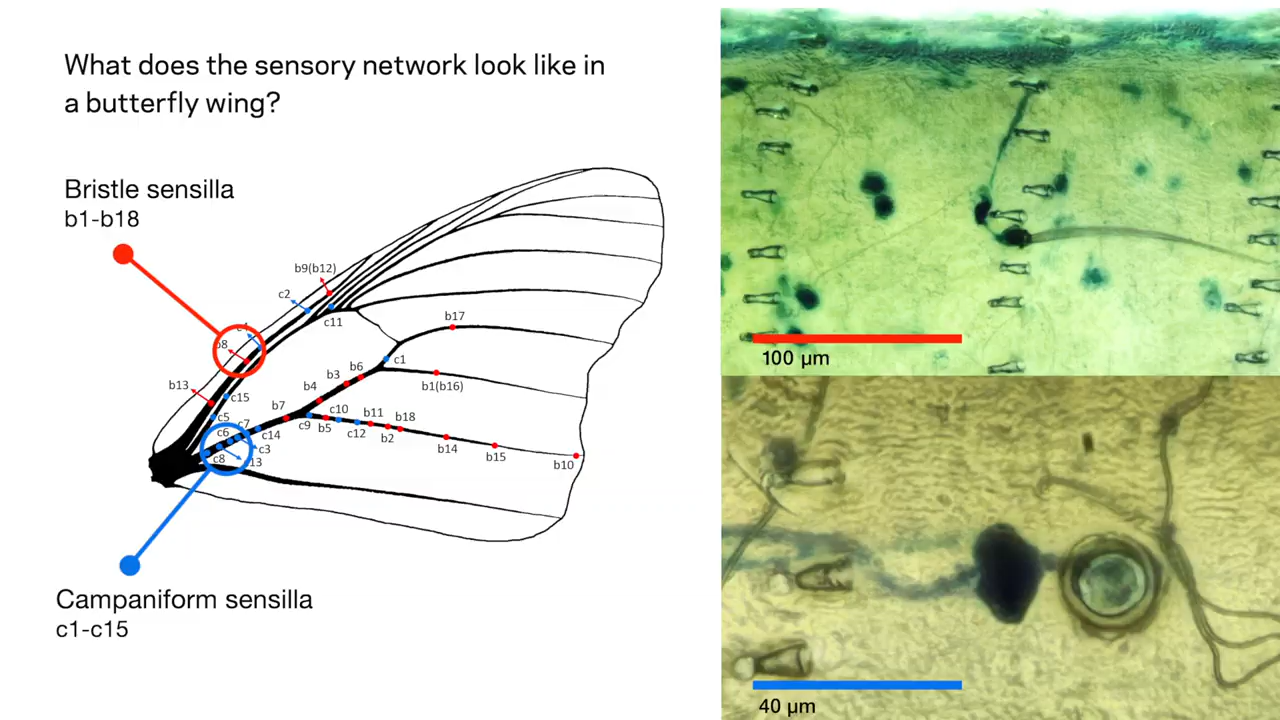 What does the sensory network look like in
a butterfly wing?
Bristle sensilla
b1-b18
b9(b12)
c2
c11
b17
c4
b8
c1
b6
b3
b1(b16)
b13
c15
b4
c5
b7
c10
b11
b18
c6
c7
c14
c9
b5
c12
b2
c3
b14
c8
b15
b10
Campaniform sensilla
c1-c15
100 µm
40 µm